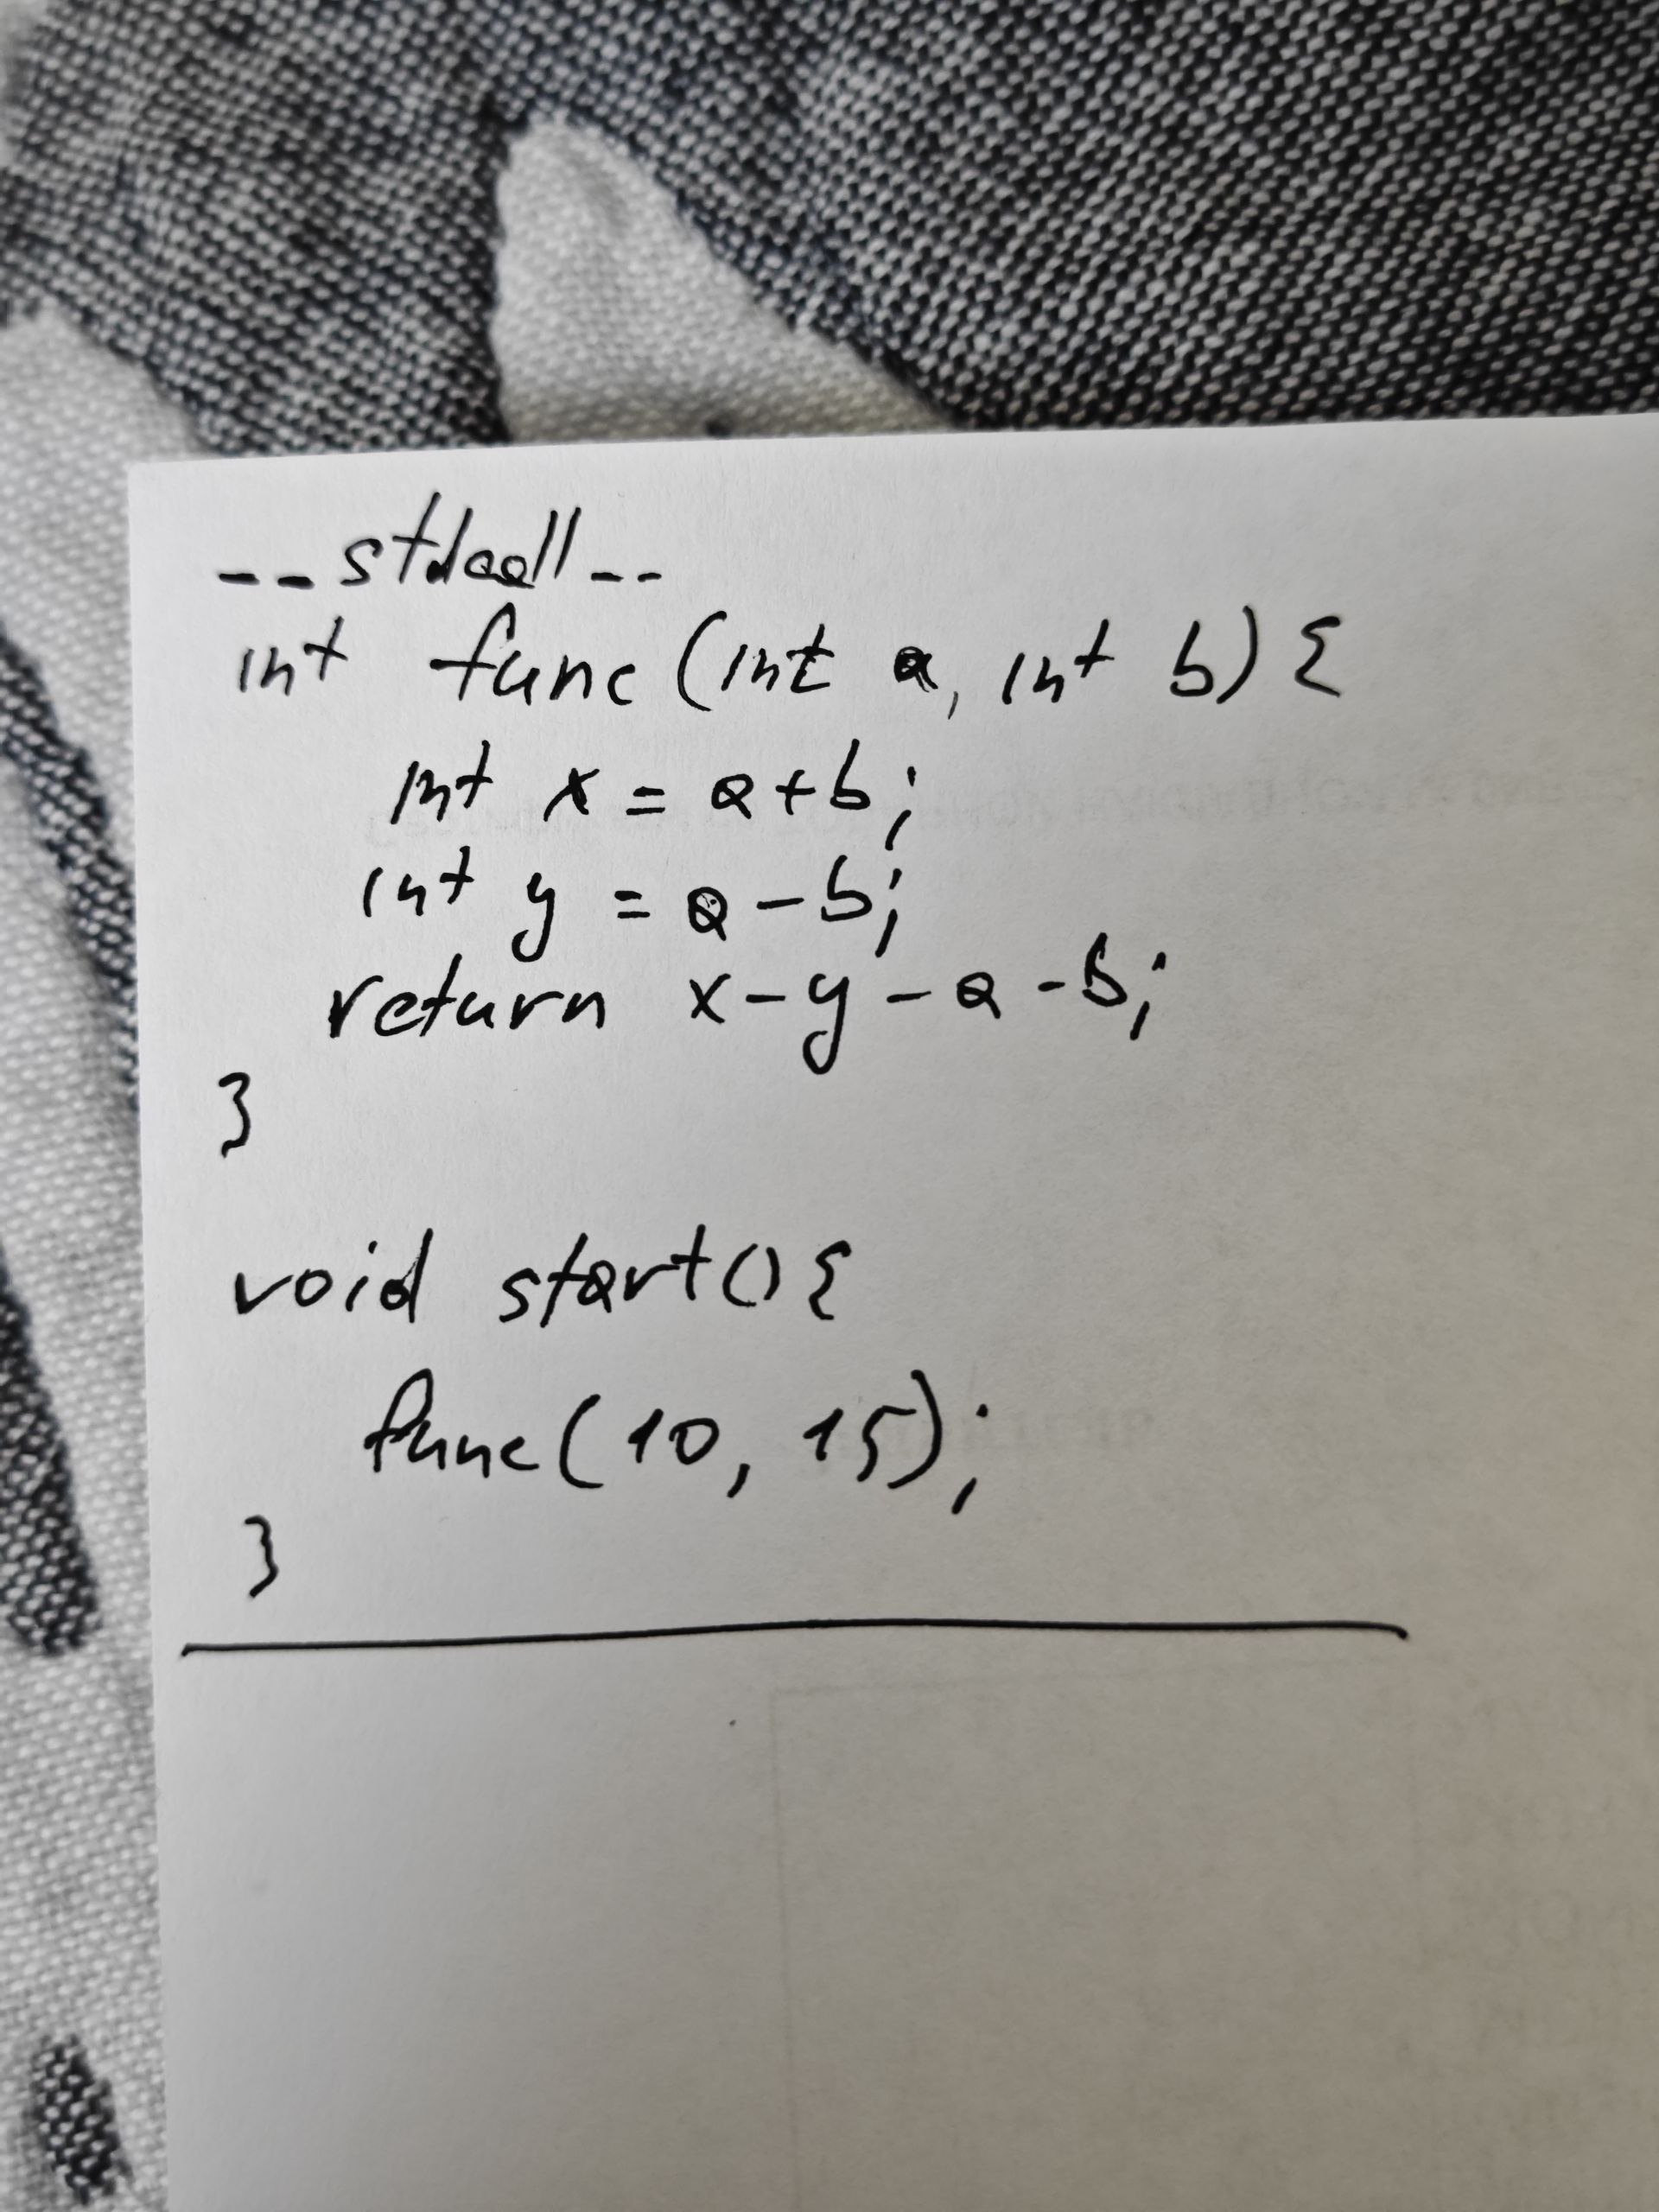 __stdcall__
int func (int a, int b) {
int x = a+b;
int y = a-b;
return x-y-a-b;
}
void start(){
func(10, 15);
}